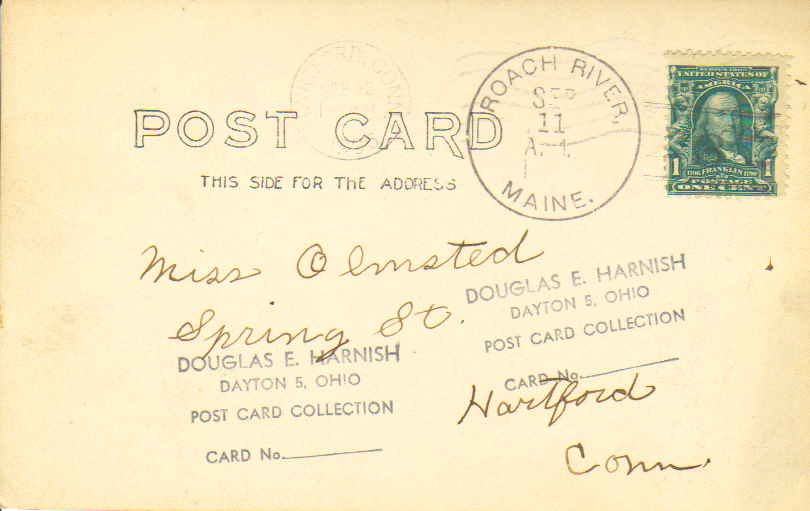 POST CARD
THIS SIDE FOR THE ADDRESS
ROACH RIVER,
SEP
11
MAINE.
UNITED STATES OF
AMERICA
1 FRANKLIN 1
POSTAGE
ONE CENT
Miss Olmsted
Spring St.
Hartford
Conn.
DOUGLAS E. HARNISH
DAYTON 5, OHIO
POST CARD COLLECTION
CARD No.
DOUGLAS E. HARNISH
DAYTON 5, OHIO
POST CARD COLLECTION
CARD No.